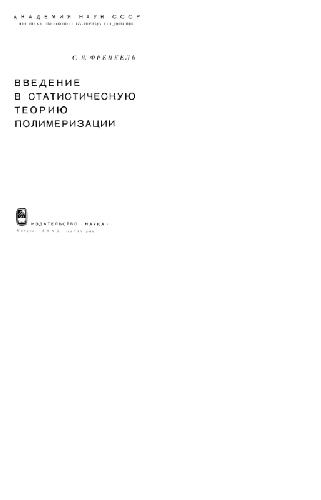 АКАДЕМИЯ НАУК СССР
С. Я. ФРЕНКЕЛЬ
ВВЕДЕНИЕ
В СТАТИСТИЧЕСКУЮ
ТЕОРИЮ
ПОЛИМЕРИЗАЦИИ
ИЗДАТЕЛЬСТВО «НАУКА»